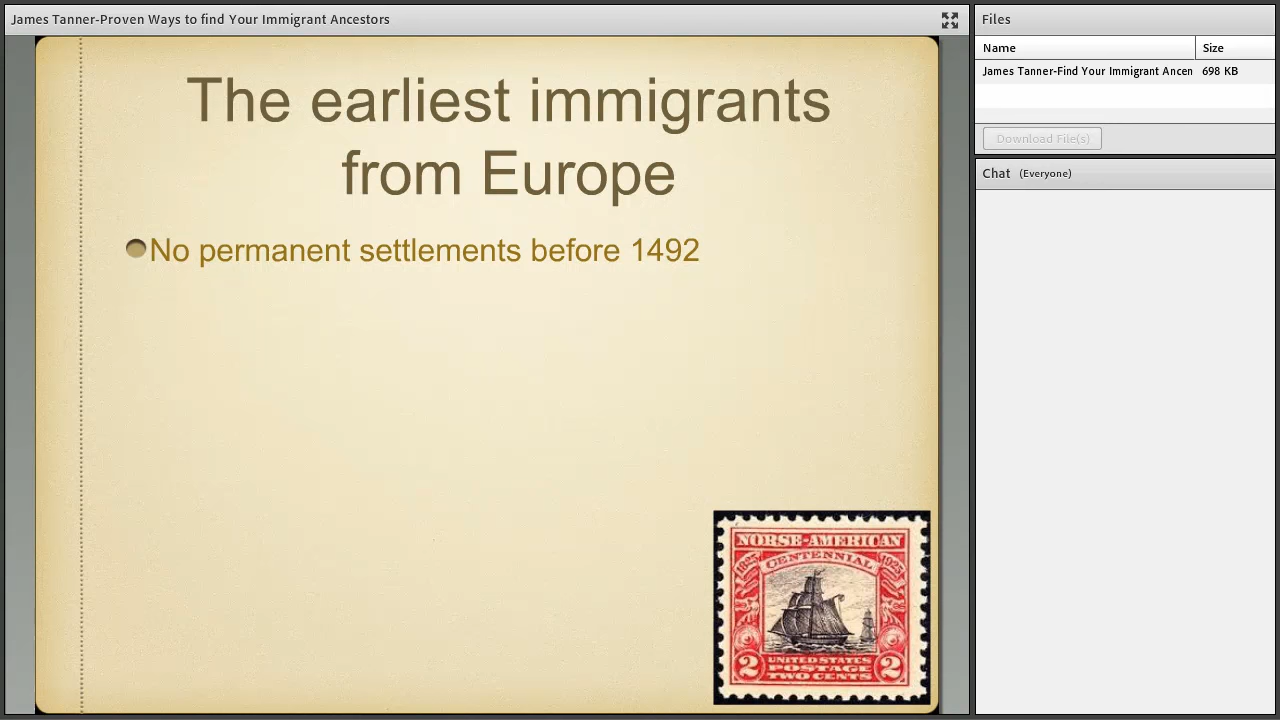 James Tanner-Proven Ways to find Your Immigrant Ancestors
The earliest immigrants
from Europe
No permanent settlements before 1492
NORSE-AMERICAN
CENTENNIAL
1825
1925
2
2
UNITED STATES
POSTAGE
TWO CENTS
Files
Name
Size
James Tanner-Find Your Immigrant Ancen
698 KB
Download File(s)
Chat (Everyone)